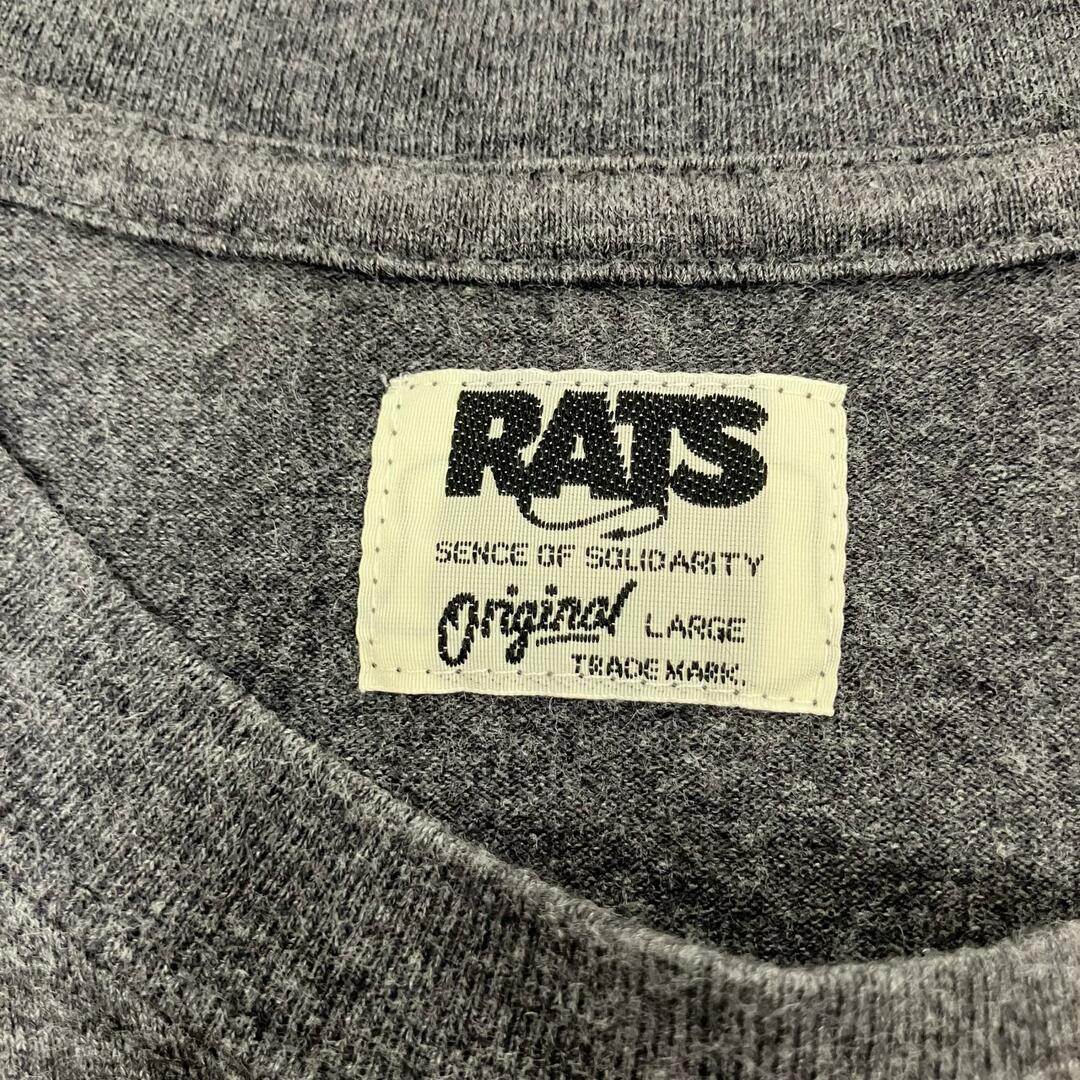 RATS
SENCE OF SOLIDARITY
Original LARGE
TRADE MARK.